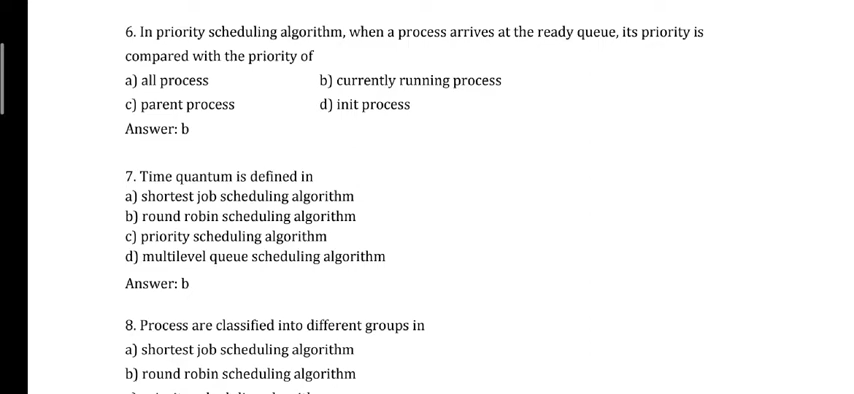 6. In priority scheduling algorithm, when a process arrives at the ready queue, its priority is
compared with the priority of
a) all process b) currently running process
c) parent process d) init process
Answer: b
7. Time quantum is defined in
a) shortest job scheduling algorithm
b) round robin scheduling algorithm
c) priority scheduling algorithm
d) multilevel queue scheduling algorithm
Answer: b
8. Process are classified into different groups in
a) shortest job scheduling algorithm
b) round robin scheduling algorithm